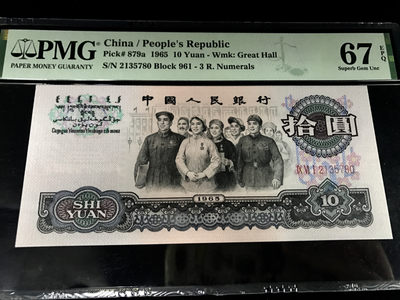 PMG
PAPER MONEY GUARANTY
China / People's Republic
Pick# 879a 1965 10 Yuan - Wmk: Great Hall
S/N 2135780 Block 961 - 3 R. Numerals
67 EPQ
Superb Gem Unc
中國人民銀行
拾圓
2135780
1965
SHI
YUAN
10